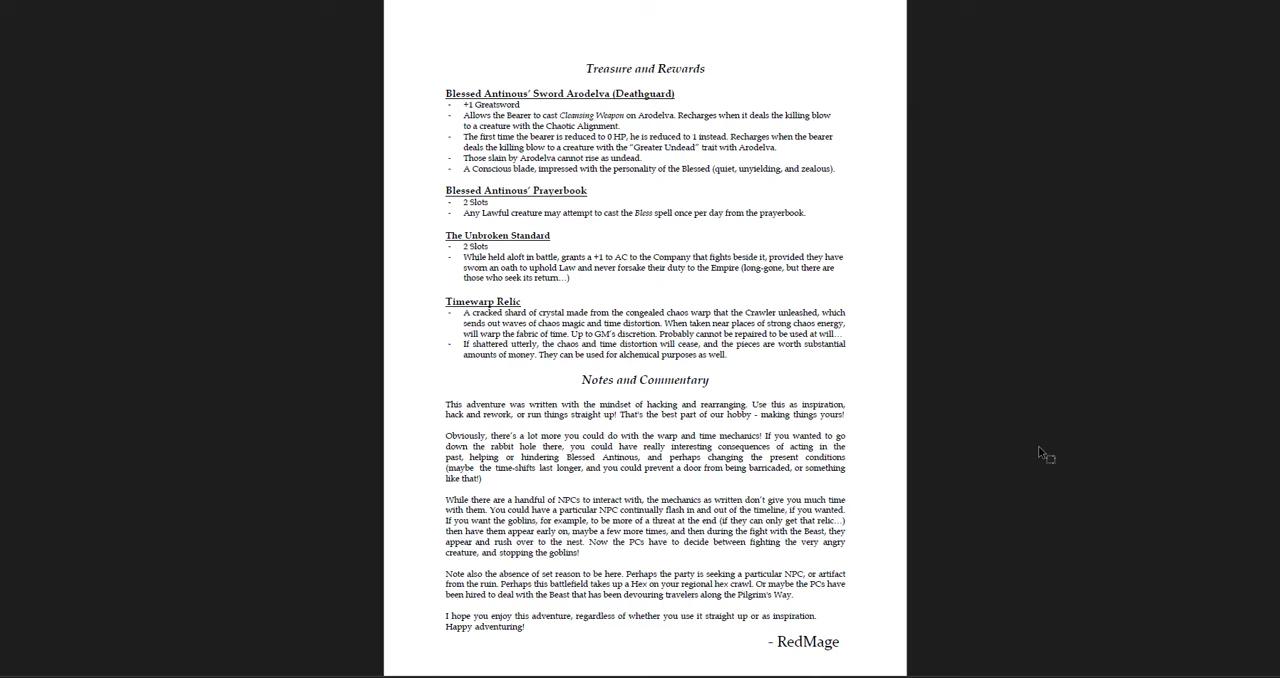 Treasure and Rewards
Blessed Antinous' Sword Arodelva (Deathguard)
- +1 Greatsword
- Allows the Bearer to cast Cleansing Weapon on Arodelva. Recharges when it deals the killing blow
to a creature with the Chaotic Alignment.
- The first time the bearer is reduced to 0 HP, he is reduced to 1 instead. Recharges when the bearer
deals the killing blow to a creature with the “Greater Undead” trait with Arodelva.
- Those slain by Arodelva cannot rise as undead.
- A Conscious blade, impressed with the personality of the Blessed (quiet, unyielding, and zealous).
Blessed Antinous' Prayerbook
- 2 Slots
- Any Lawful creature may attempt to cast the Bless spell once per day from the prayerbook.
The Unbroken Standard
- 2 Slots
- While held aloft in battle, grants a +1 to AC to the Company that fights beside it, provided they have
sworn an oath to uphold Law and never forsake their duty to the Empire (long-gone, but there are
those who seek its return…)
Timewarp Relic
- A cracked shard of crystal made from the congealed chaos warp that the Crawler unleashed, which
sends out waves of chaos magic and time distortion. When taken near places of strong chaos energy,
will warp the fabric of time. Up to GM's discretion. Probably cannot be repaired to be used at will…
- If shattered utterly, the chaos and time distortion will cease, and the pieces are worth substantial
amounts of money. They can be used for alchemical purposes as well.
Notes and Commentary
This adventure was written with the mindset of hacking and rearranging. Use this as inspiration,
hack and rework, or run things straight up! That's the best part of our hobby - making things yours!
Obviously, there's a lot more you could do with the warp and time mechanics! If you wanted to go
down the rabbit hole there, you could have really interesting consequences of acting in the
past, helping or hindering Blessed Antinous, and perhaps changing the present conditions
(maybe the time-shifts last longer, and you could prevent a door from being barricaded, or something
like that!)
While there are a handful of NPCs to interact with, the mechanics as written don't give you much time
with them. You could have a particular NPC continually flash in and out of the timeline, if you wanted.
If you want the goblins, for example, to be more of a threat at the end (if they can only get that relic…)
then have them appear early on, maybe a few more times, and then during the fight with the Beast, they
appear and rush over to the nest. Now the PCs have to decide between fighting the very angry
creature, and stopping the goblins!
Note also the absence of set reason to be here. Perhaps the party is seeking a particular NPC, or artifact
from the ruin. Perhaps this battlefield takes up a Hex on your regional hex crawl. Or maybe the PCs have
been hired to deal with the Beast that has been devouring travelers along the Pilgrim's Way.
I hope you enjoy this adventure, regardless of whether you use it straight up or as inspiration.
Happy adventuring!
- RedMage